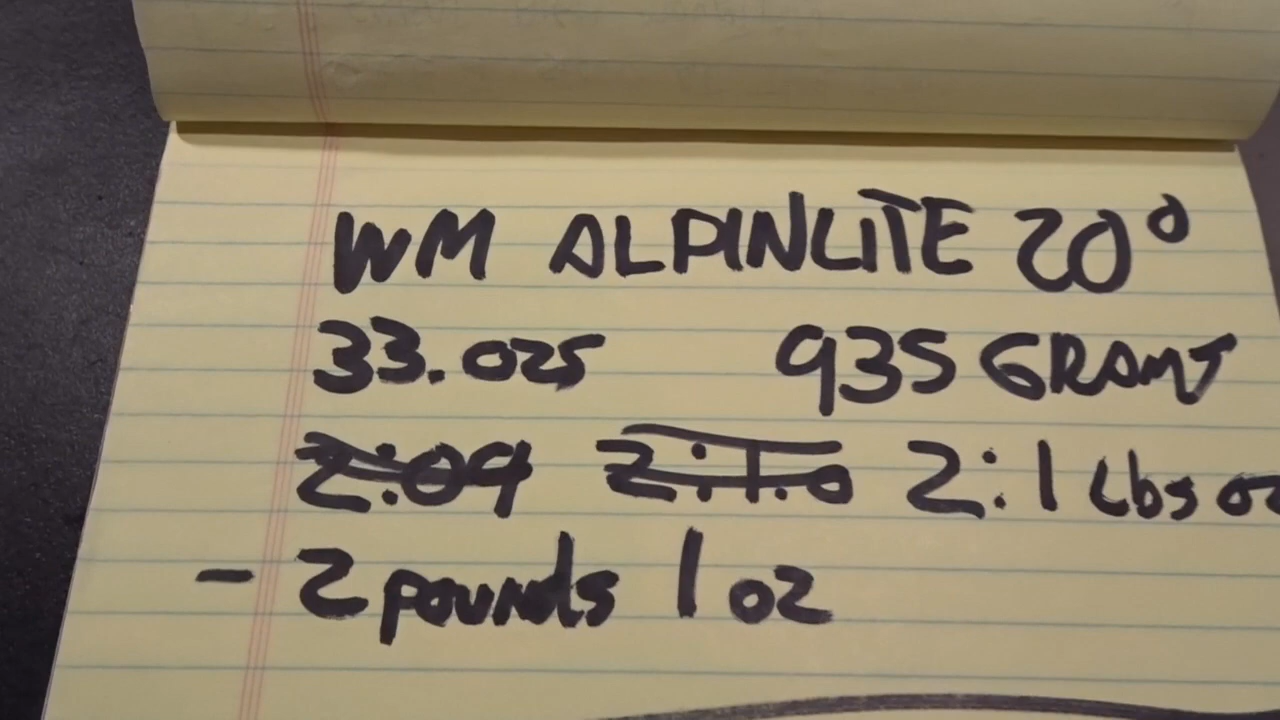 WM ALPINLITE 20°
33.0zs 935 GRAMS
2:09 2:1.0 2:1 Lbs oz
- 2 pounds 1 oz